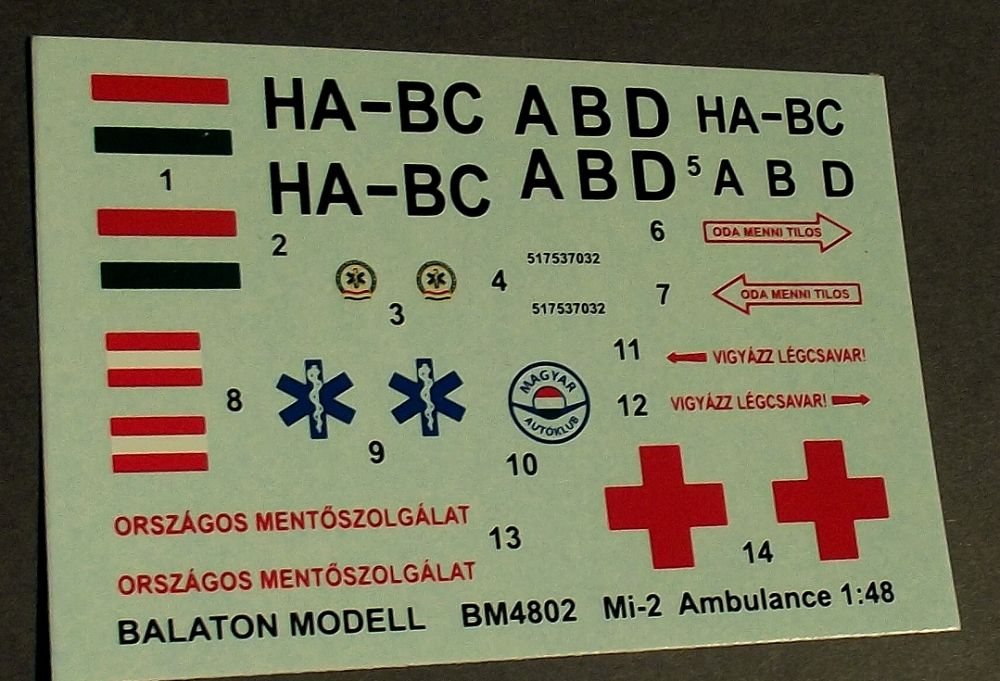 HA-BC ABD HA-BC
HA-BC ABD 5 A B D
1
2
3
4
517537032
517537032
6
ODA MENNI TILOS
7
ODA MENNI TILOS
8
9
MAGYAR
AUTÓKLUB
10
11
VIGYÁZZ LÉGCSAVAR!
12
VIGYÁZZ LÉGCSAVAR!
ORSZÁGOS MENTŐSZOLGÁLAT
13
14
ORSZÁGOS MENTŐSZOLGÁLAT
BALATON MODELL BM4802 Mi-2 Ambulance 1:48